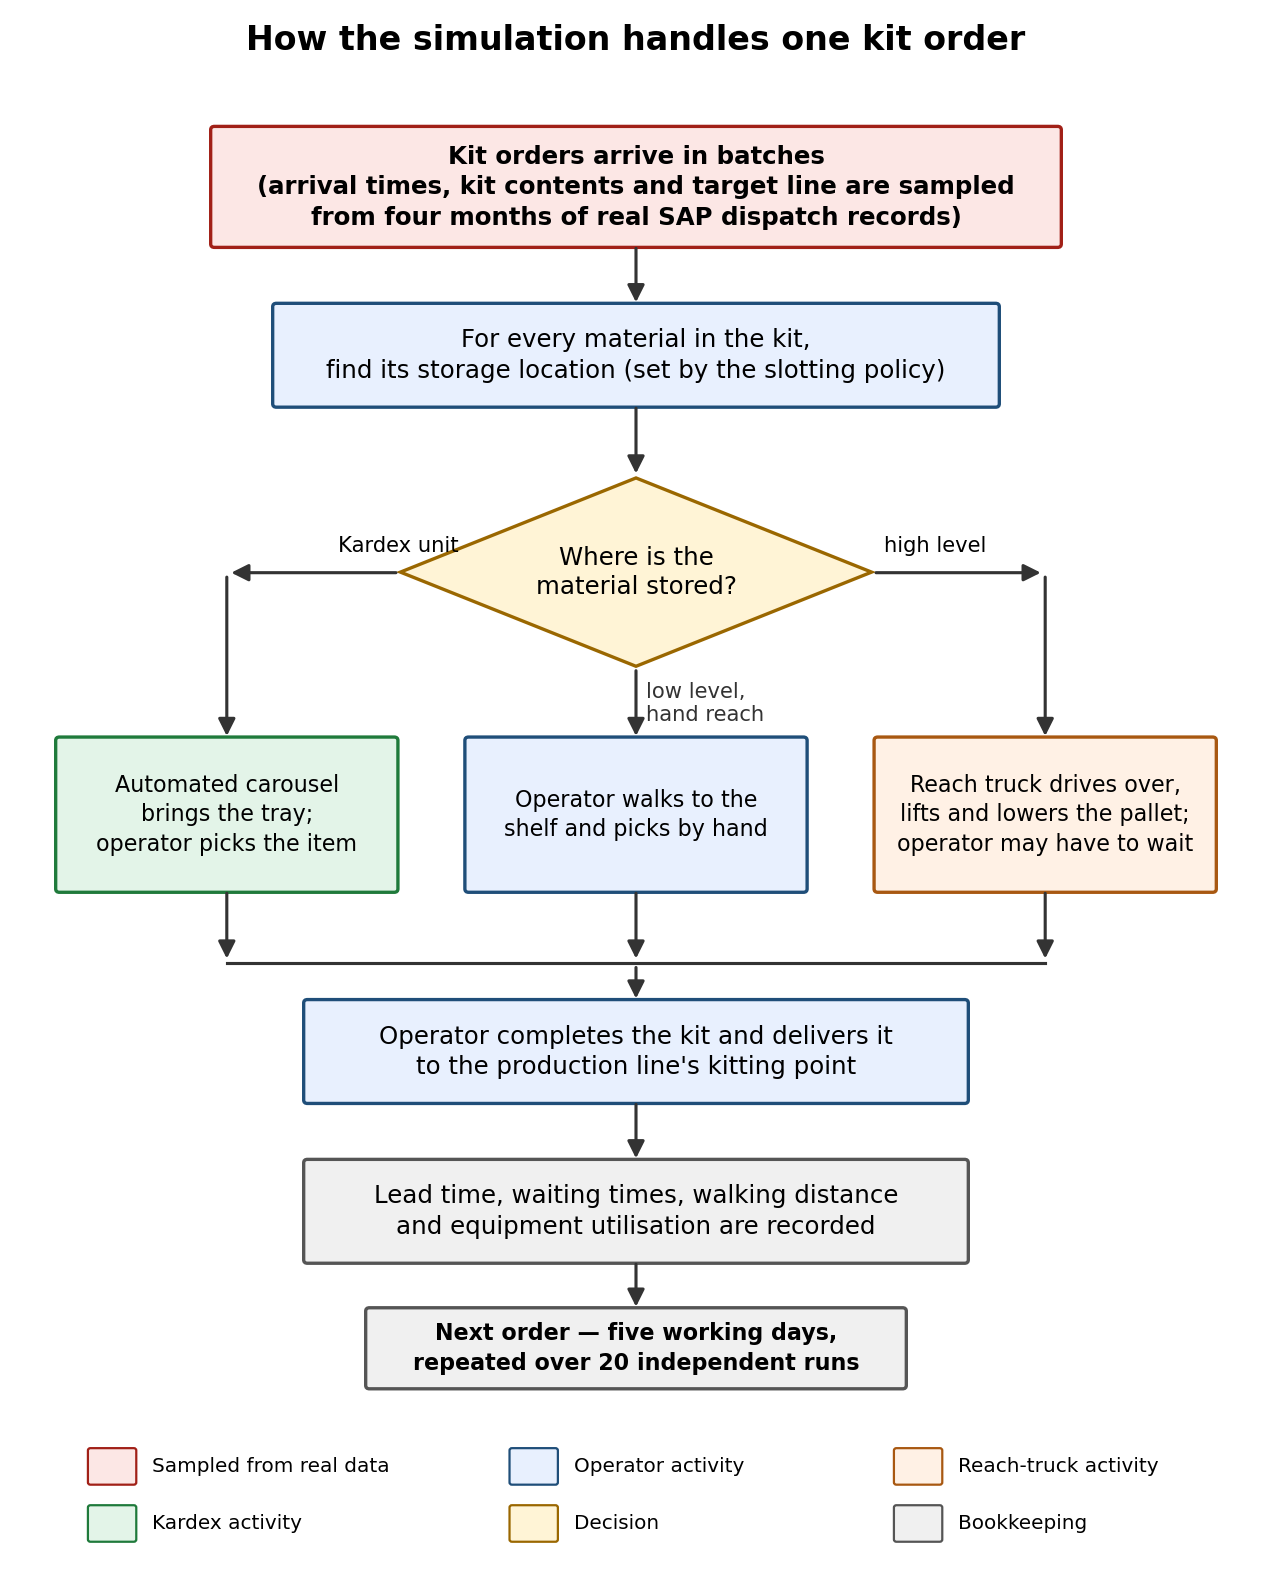 How the simulation handles one kit order
Kit orders arrive in batches
(arrival times, kit contents and target line are sampled
from four months of real SAP dispatch records)
For every material in the kit,
find its storage location (set by the slotting policy)
Kardex unit
Where is the
material stored?
high level
low level,
hand reach
Automated carousel
brings the tray;
operator picks the item
Operator walks to the
shelf and picks by hand
Reach truck drives over,
lifts and lowers the pallet;
operator may have to wait
Operator completes the kit and delivers it
to the production line's kitting point
Lead time, waiting times, walking distance
and equipment utilisation are recorded
Next order — five working days,
repeated over 20 independent runs
Sampled from real data
Operator activity
Reach-truck activity
Kardex activity
Decision
Bookkeeping